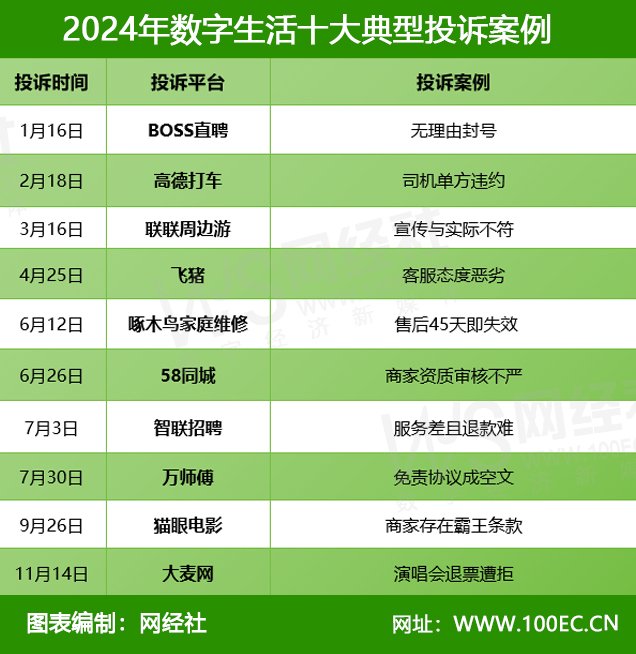 2024年数字生活十大典型投诉案例
投诉时间 投诉平台 投诉案例
1月16日 BOSS直聘 无理由封号
2月18日 高德打车 司机单方违约
3月16日 联联周边游 宣传与实际不符
4月25日 飞猪 客服态度恶劣
6月12日 啄木鸟家庭维修 售后45天即失效
6月26日 58同城 商家资质审核不严
7月3日 智联招聘 服务差且退款难
7月30日 万师傅 免责协议成空文
9月26日 猫眼电影 商家存在霸王条款
11月14日 大麦网 演唱会退票遭拒
图表编制：网经社 网址：WWW.100EC.CN